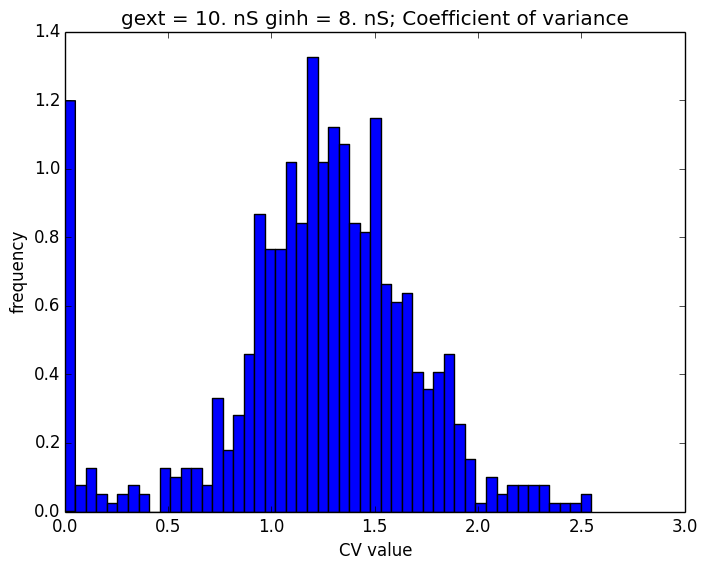 gext = 10. nS ginh = 8. nS; Coefficient of variance
1.4
1.2
1.0
0.8
0.6
0.4
0.2
0.0
frequency
0.0 0.5 1.0 1.5 2.0 2.5 3.0
CV value